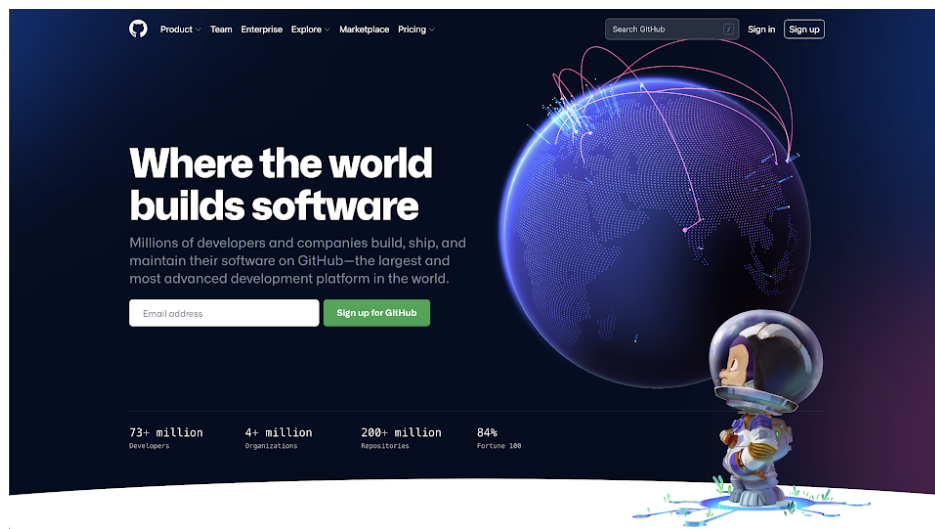 Product Team Enterprise Explore Marketplace Pricing Search GitHub / Sign in Sign up
Where the world
builds software
Millions of developers and companies build, ship, and
maintain their software on GitHub—the largest and
most advanced development platform in the world.
Email address Sign up for GitHub
73+ million 4+ million 200+ million 84%
Developers Organizations Repositories Fortune 100